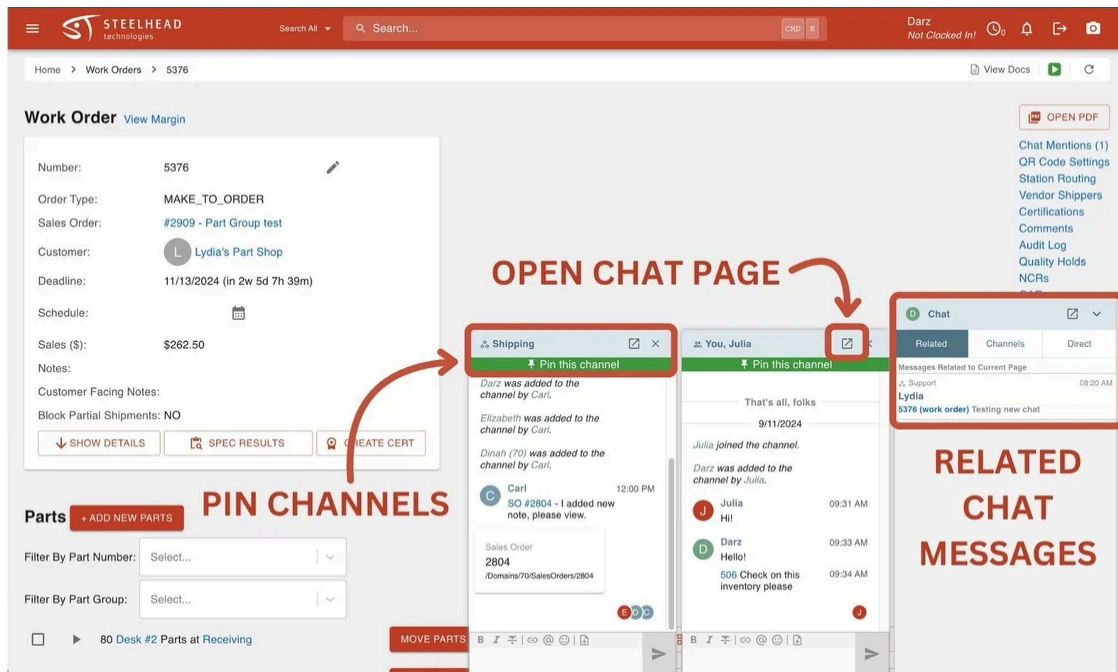 STEELHEAD
technologies
Search All
Search...
CMD K
Darz
Not Clocked In!
0
Home > Work Orders > 5376
View Docs
Work Order View Margin
OPEN PDF
Number: 5376
Order Type: MAKE_TO_ORDER
Sales Order: #2909 - Part Group test
Customer: L Lydia's Part Shop
Deadline: 11/13/2024 (in 2w 5d 7h 39m)
Schedule:
Sales ($): $262.50
Notes:
Customer Facing Notes:
Block Partial Shipments: NO
SHOW DETAILS
SPEC RESULTS
CREATE CERT
Chat Mentions (1)
QR Code Settings
Station Routing
Vendor Shippers
Certifications
Comments
Audit Log
Quality Holds
NCRs
OPEN CHAT PAGE
PIN CHANNELS
Parts + ADD NEW PARTS
Filter By Part Number: Select...
Filter By Part Group: Select...
80 Desk #2 Parts at Receiving
MOVE PARTS
Shipping
Pin this channel
Darz was added to the
channel by Carl.
Elizabeth was added to the
channel by Carl.
Dinah (70) was added to the
channel by Carl.
C Carl 12:00 PM
SO #2804 - I added new
note, please view.
Sales Order
2804
/Domains/70/SalesOrders/2804
E D C
B I T @
You, Julia
Pin this channel
That's all, folks
9/11/2024
Julia joined the channel.
Darz was added to the
channel by Julia.
J Julia 09:31 AM
Hi!
D Darz 09:33 AM
Hello!
506 Check on this 09:34 AM
inventory please
J
B I T @
D Chat
Related Channels Direct
Messages Related to Current Page
Support 08:20 AM
Lydia
5376 (work order) Testing new chat
RELATED
CHAT
MESSAGES